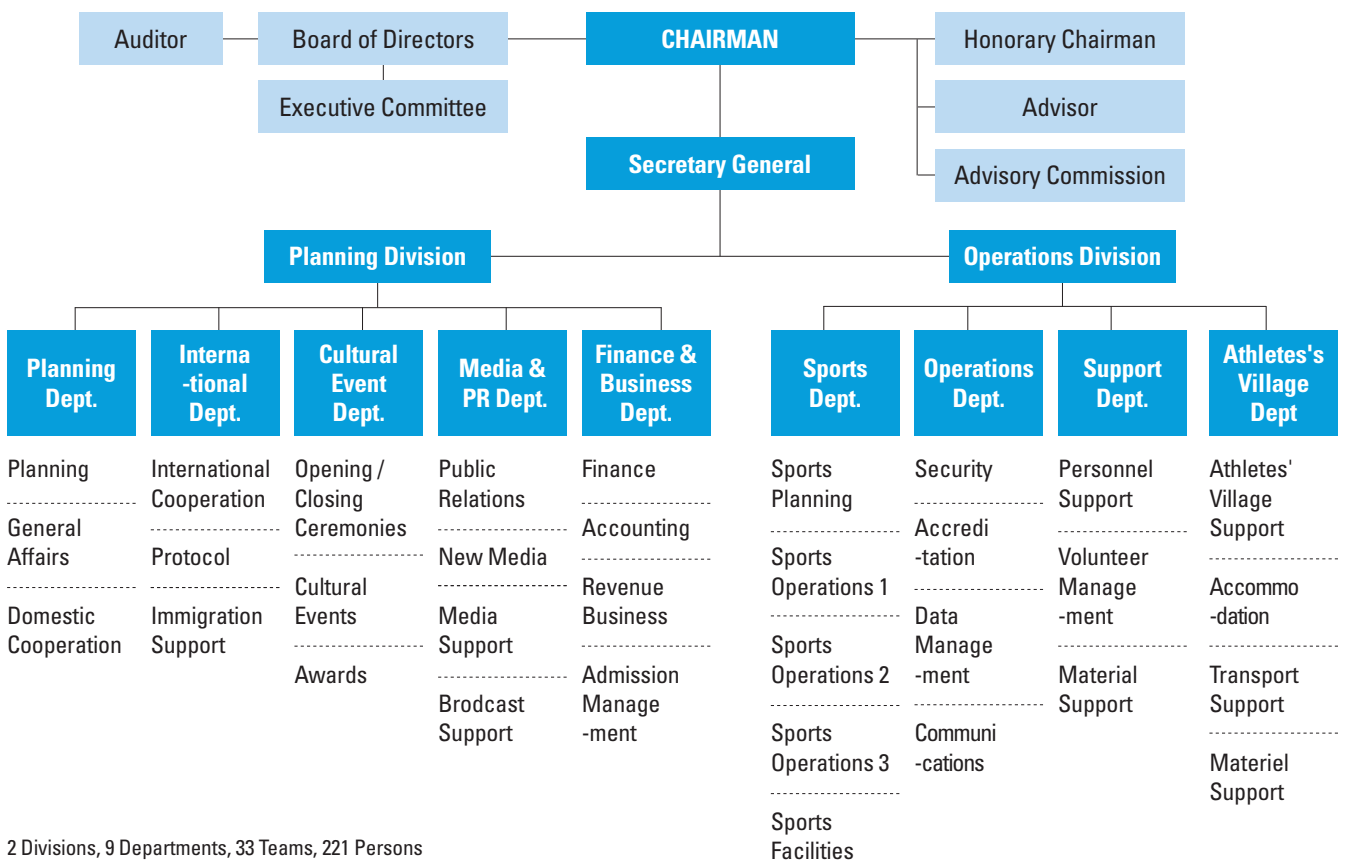 Auditor
Board of Directors
CHAIRMAN
Honorary Chairman
Executive Committee
Advisor
Secretary General
Advisory Commission
Planning Division
Operations Division
Planning
Dept.
Interna
-tional
Dept.
Cultural
Event
Dept.
Media &
PR Dept.
Finance &
Business
Dept.
Sports
Dept.
Operations
Dept.
Support
Dept.
Athletes's
Village
Dept
Planning
General
Affairs
Domestic
Cooperation
International
Cooperation
Protocol
Immigration
Support
Opening /
Closing
Ceremonies
Cultural
Events
Awards
Public
Relations
New Media
Media
Support
Brodcast
Support
Finance
Accounting
Revenue
Business
Admission
Manage
-ment
Sports
Planning
Sports
Operations 1
Sports
Operations 2
Sports
Operations 3
Sports
Facilities
Security
Accredi
-tation
Data
Manage
-ment
Communi
-cations
Personnel
Support
Volunteer
Manage
-ment
Material
Support
Athletes'
Village
Support
Accommo
-dation
Transport
Support
Materiel
Support
2 Divisions, 9 Departments, 33 Teams, 221 Persons